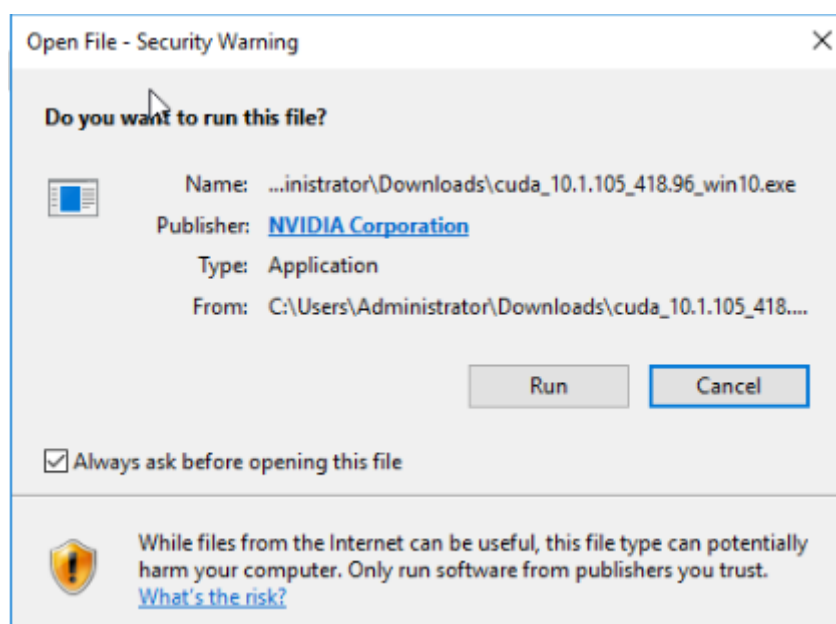 Open File - Security Warning
Do you want to run this file?
Name: ...inistrator\Downloads\cuda_10.1.105_418.96_win10.exe
Publisher: NVIDIA Corporation
Type: Application
From: C:\Users\Administrator\Downloads\cuda_10.1.105_418....
Run Cancel
Always ask before opening this file
While files from the Internet can be useful, this file type can potentially
harm your computer. Only run software from publishers you trust.
What's the risk?